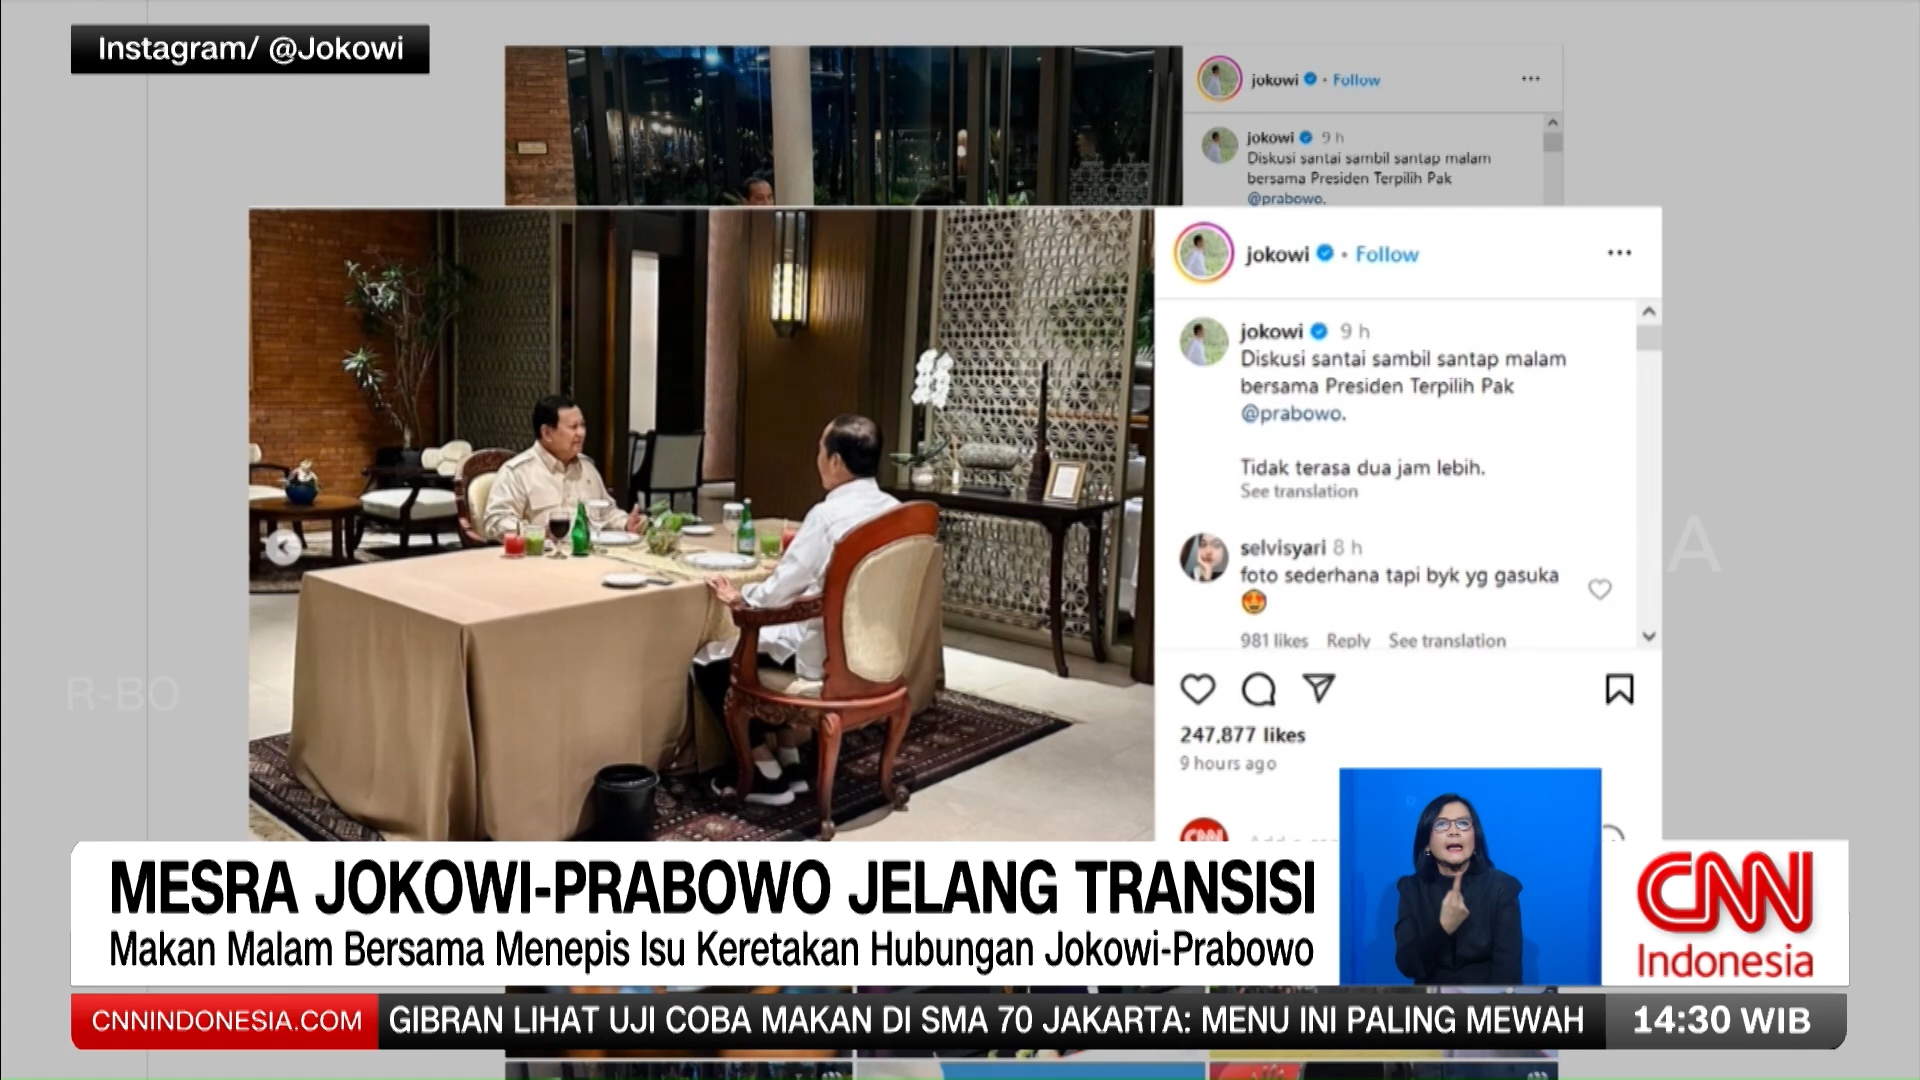 Instagram/ @Jokowi
jokowi • Follow
jokowi 9 h
Diskusi santai sambil santap malam
bersama Presiden Terpilih Pak
@prabowo.
jokowi • Follow
jokowi 9 h
Diskusi santai sambil santap malam
bersama Presiden Terpilih Pak
@prabowo.
Tidak terasa dua jam lebih.
See translation
selvisyari 8 h
foto sederhana tapi byk yg gasuka
981 likes Reply See translation
247,877 likes
9 hours ago
CNN
R-BO
A
MESRA JOKOWI-PRABOWO JELANG TRANSISI
Makan Malam Bersama Menepis Isu Keretakan Hubungan Jokowi-Prabowo
CNN
Indonesia
CNNINDONESIA.COM
GIBRAN LIHAT UJI COBA MAKAN DI SMA 70 JAKARTA: MENU INI PALING MEWAH
14:30 WIB